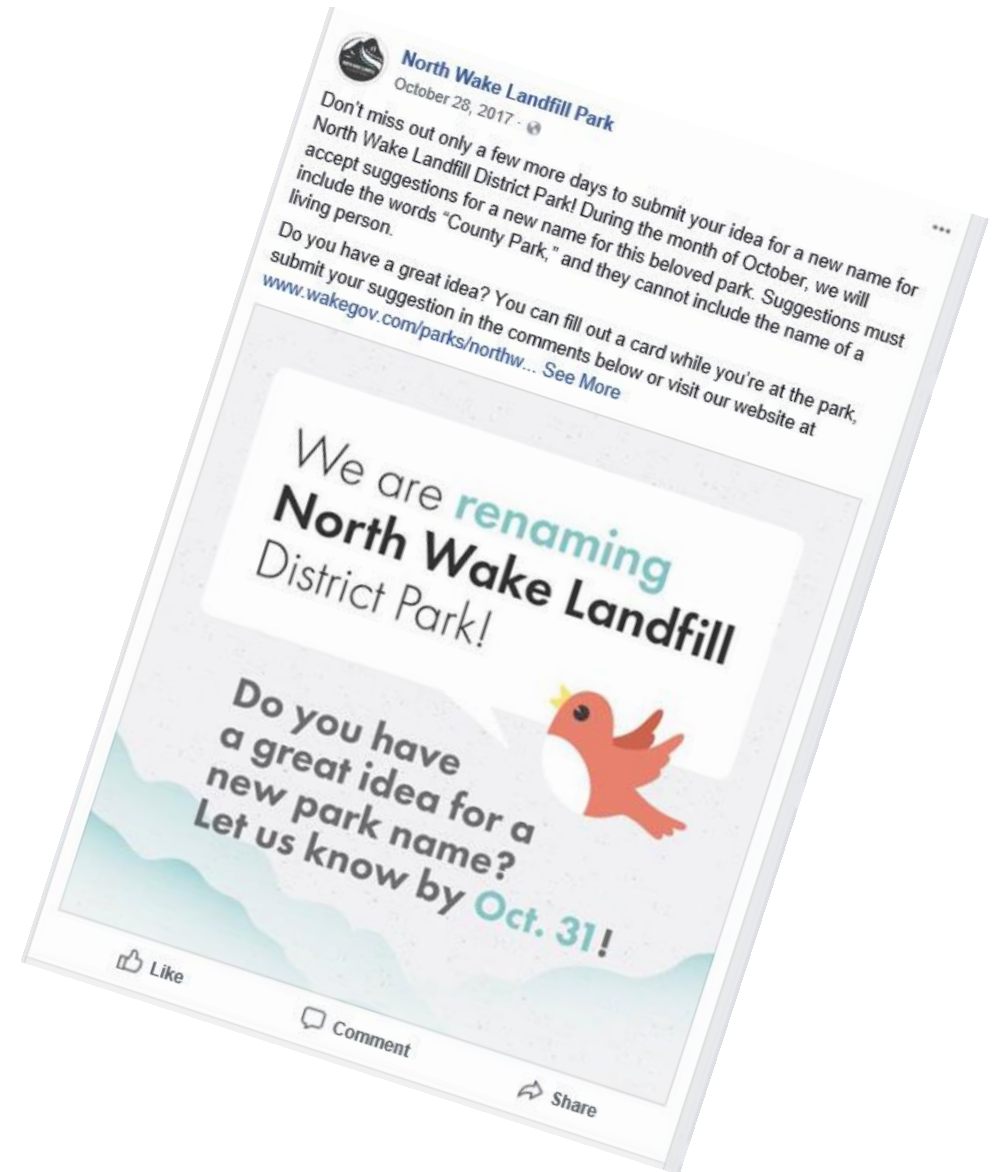 North Wake Landfill Park
October 28, 2017 ·
Don't miss out only a few more days to submit your idea for a new name for
North Wake Landfill District Park! During the month of October, we will
accept suggestions for a new name for this beloved park. Suggestions must
include the words “County Park,” and they cannot include the name of a
living person.
Do you have a great idea? You can fill out a card while you're at the park,
submit your suggestion in the comments below or visit our website at
www.wakegov.com/parks/northw... See More
We are renaming
North Wake Landfill
District Park!
Do you have
a great idea for a
new park name?
Let us know by Oct. 31!
Like
Comment
Share